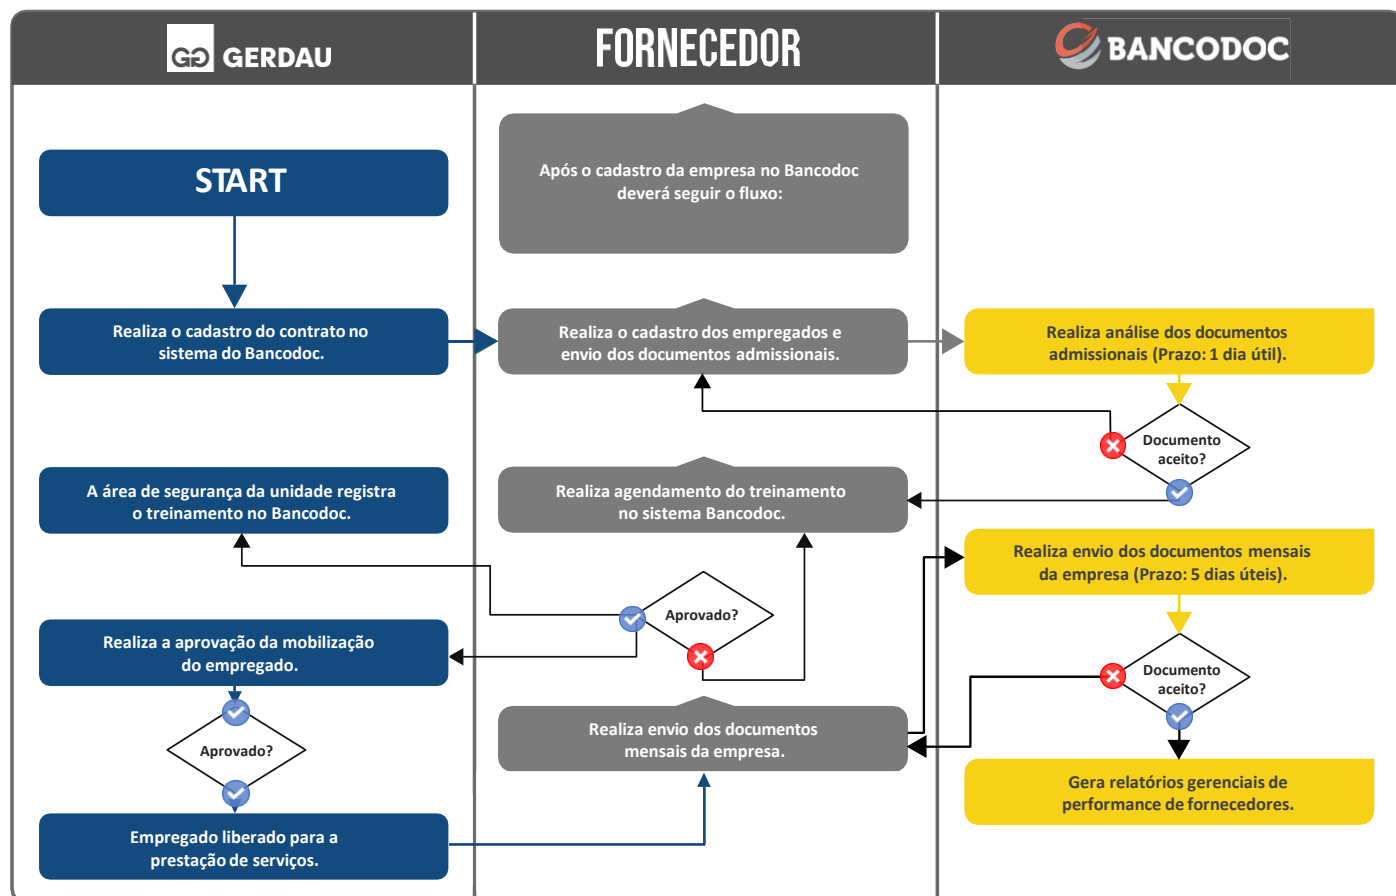 GG GERDAU
FORNECEDOR
BANCODOC
START
Após o cadastro da empresa no Bancodoc
deverá seguir o fluxo:
Realiza o cadastro do contrato no
sistema do Bancodoc.
Realiza o cadastro dos empregados e
envio dos documentos admissionais.
Realiza análise dos documentos
admissionais (Prazo: 1 dia útil).
Documento
aceito?
A área de segurança da unidade registra
o treinamento no Bancodoc.
Realiza agendamento do treinamento
no sistema Bancodoc.
Realiza envio dos documentos mensais
da empresa (Prazo: 5 dias úteis).
Aprovado?
Realiza a aprovação da mobilização
do empregado.
Documento
aceito?
Aprovado?
Realiza envio dos documentos
mensais da empresa.
Gera relatórios gerenciais de
performance de fornecedores.
Empregado liberado para a
prestação de serviços.